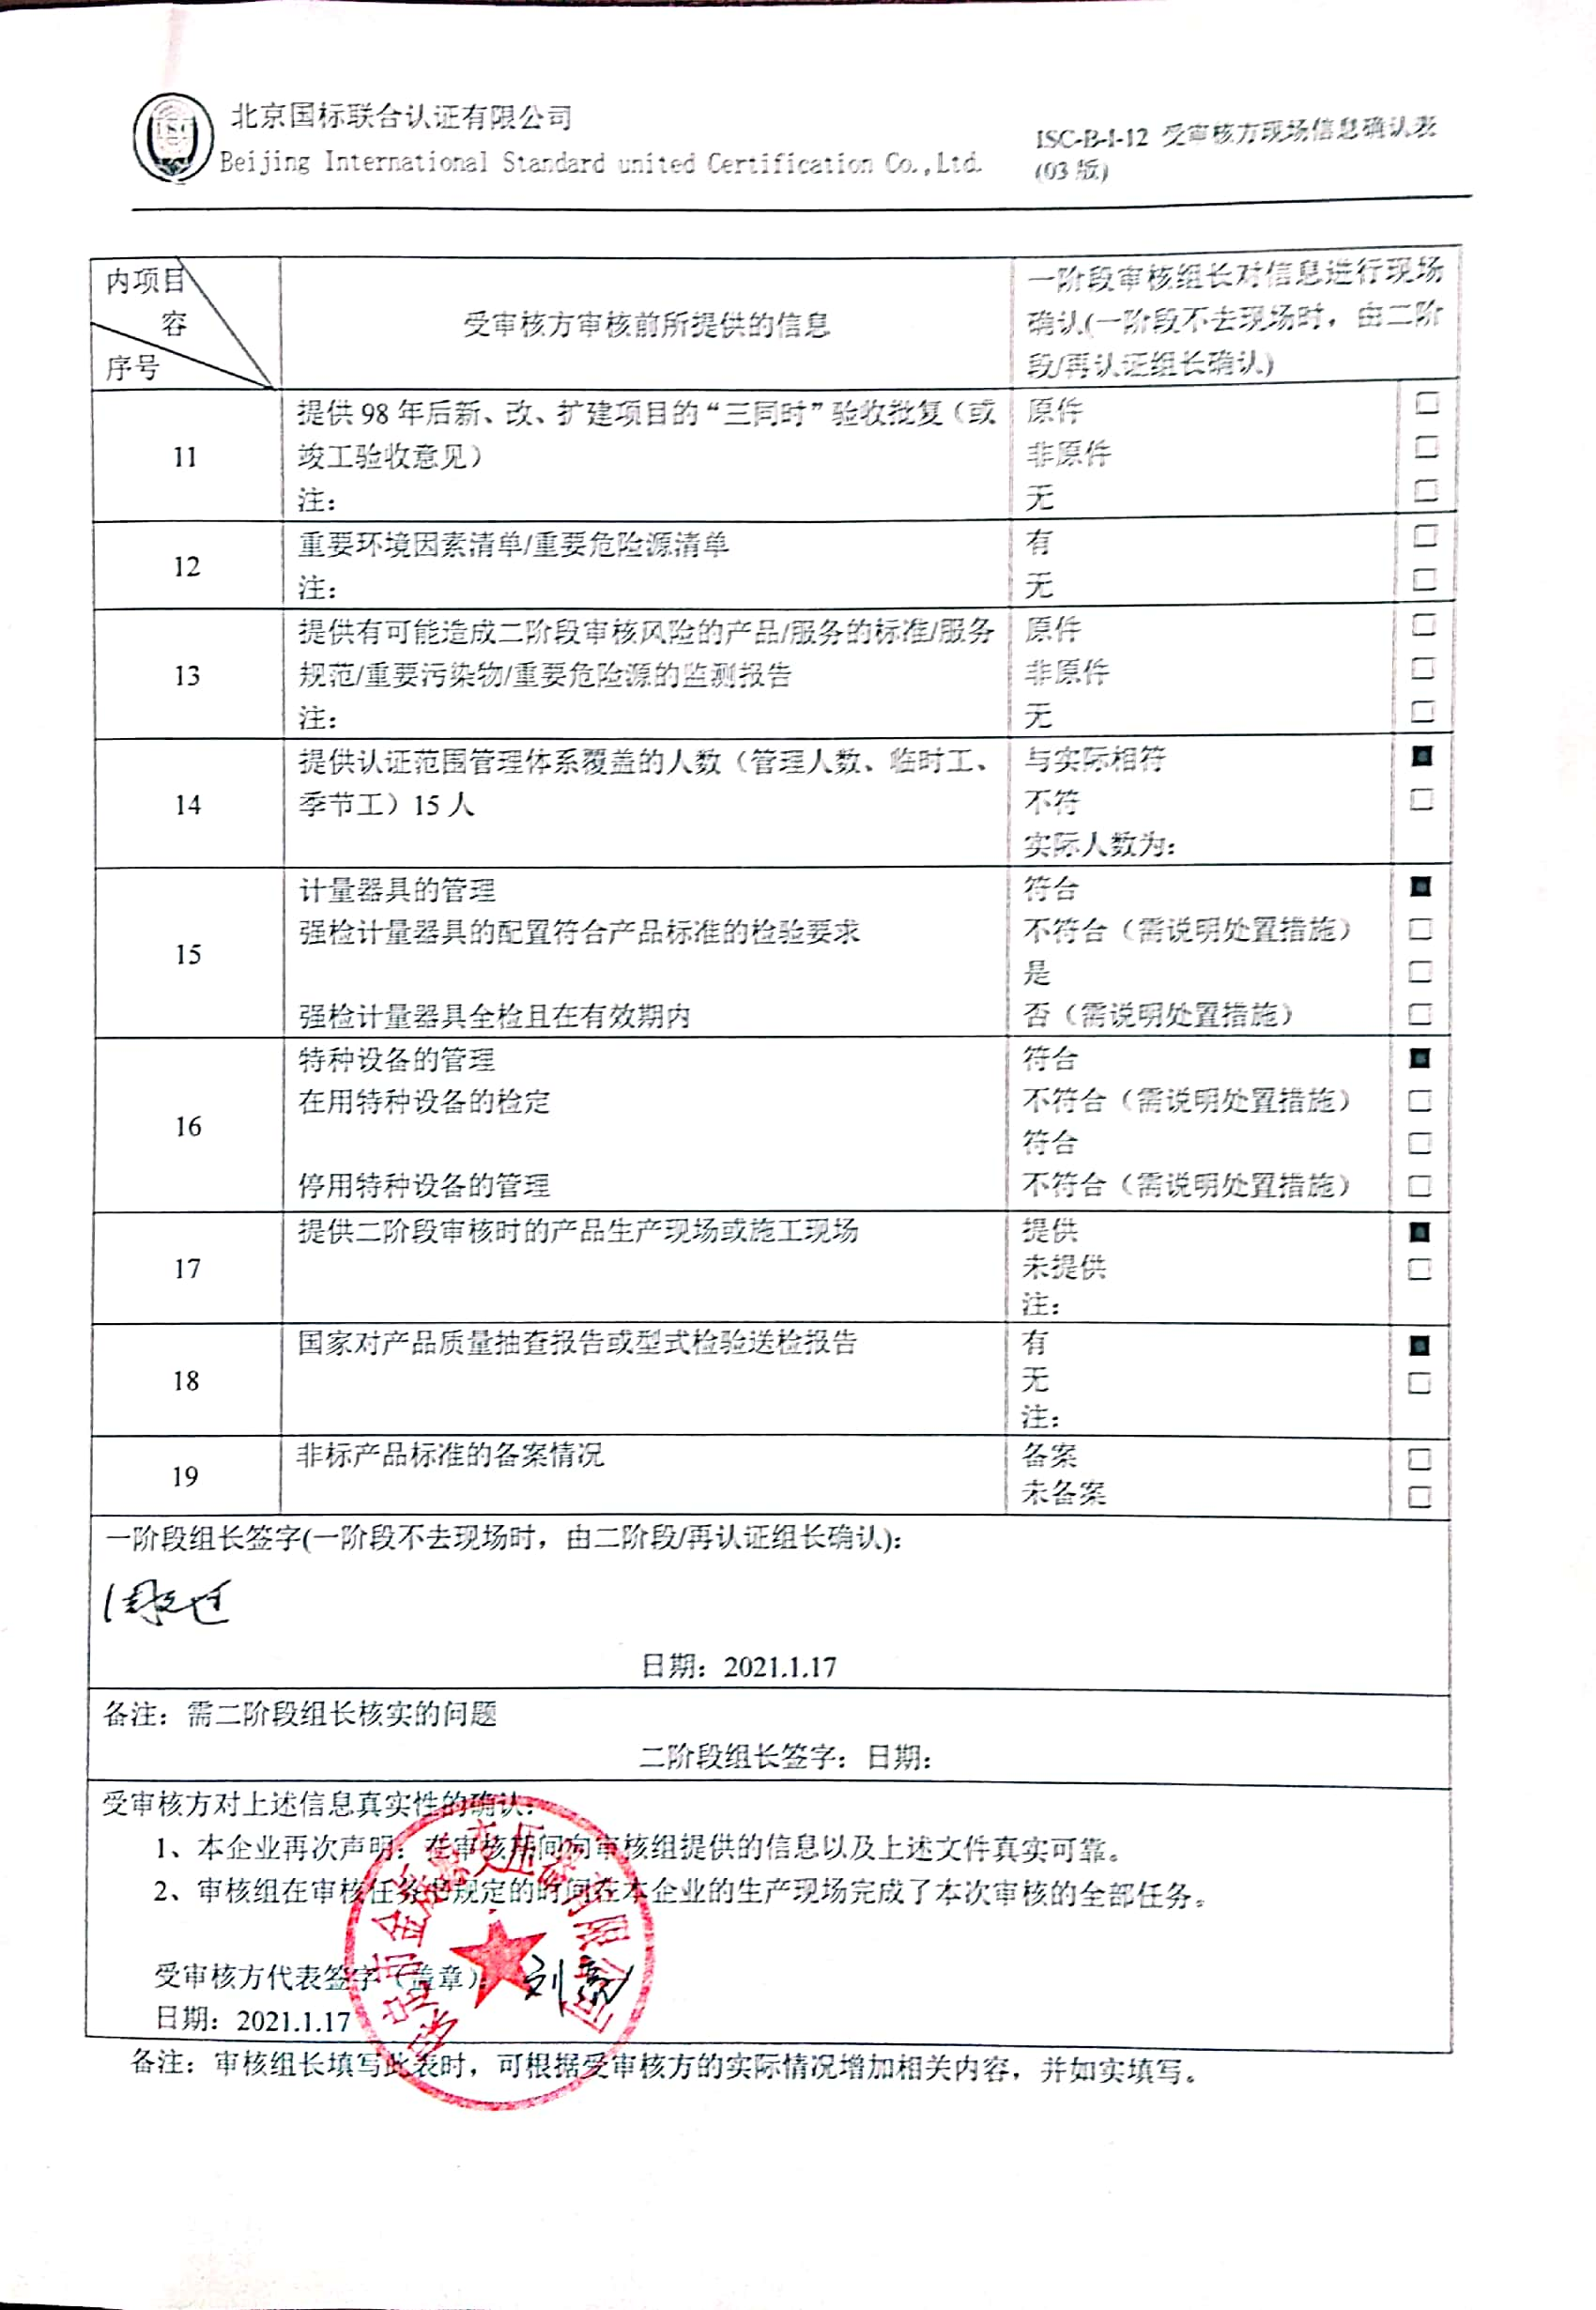 北京国标联合认证有限公司
Beijing International Standard united Certification Co.,Ltd.
ISC-B-I-12 受审核方现场信息确认表
(03 版)
内项目
容
序号
受审核方审核前所提供的信息
一阶段审核组长对信息进行现场
确认(一阶段不去现场时，由二阶
段/再认证组长确认)
11
提供 98 年后新、改、扩建项目的“三同时”验收批复（或
竣工验收意见）
注：
原件 □
非原件 □
无 □
12
重要环境因素清单/重要危险源清单
注：
有 □
无 □
13
提供有可能造成二阶段审核风险的产品/服务的标准/服务
规范/重要污染物/重要危险源的监测报告
注：
原件 □
非原件 □
无 □
14
提供认证范围管理体系覆盖的人数（管理人数、临时工、
季节工）15 人
与实际相符 ■
不符 □
实际人数为:
15
计量器具的管理
强检计量器具的配置符合产品标准的检验要求
强检计量器具全检且在有效期内
符合 ■
不符合（需说明处置措施） □
是 □
否（需说明处置措施） □
16
特种设备的管理
在用特种设备的检定
停用特种设备的管理
符合 ■
不符合（需说明处置措施） □
符合 □
不符合（需说明处置措施） □
17
提供二阶段审核时的产品生产现场或施工现场
提供 ■
未提供 □
注：
18
国家对产品质量抽查报告或型式检验送检报告
有 ■
无 □
注：
19
非标产品标准的备案情况
备案 □
未备案 □
一阶段组长签字(一阶段不去现场时，由二阶段/再认证组长确认):
日期：2021.1.17
备注：需二阶段组长核实的问题
二阶段组长签字：日期：
受审核方对上述信息真实性的确认:
1、本企业再次声明：在审核期间向审核组提供的信息以及上述文件真实可靠。
2、审核组在审核任务书规定的时间在本企业的生产现场完成了本次审核的全部任务。
受审核方代表签字（盖章）:
日期：2021.1.17
变压器有限公司
备注：审核组长填写此表时，可根据受审核方的实际情况增加相关内容，并如实填写。